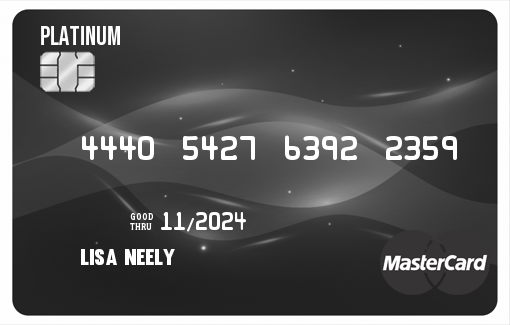 PLATINUM
4440 5427 6392 2359
GOOD THRU 11/2024
LISA NEELY
MasterCard